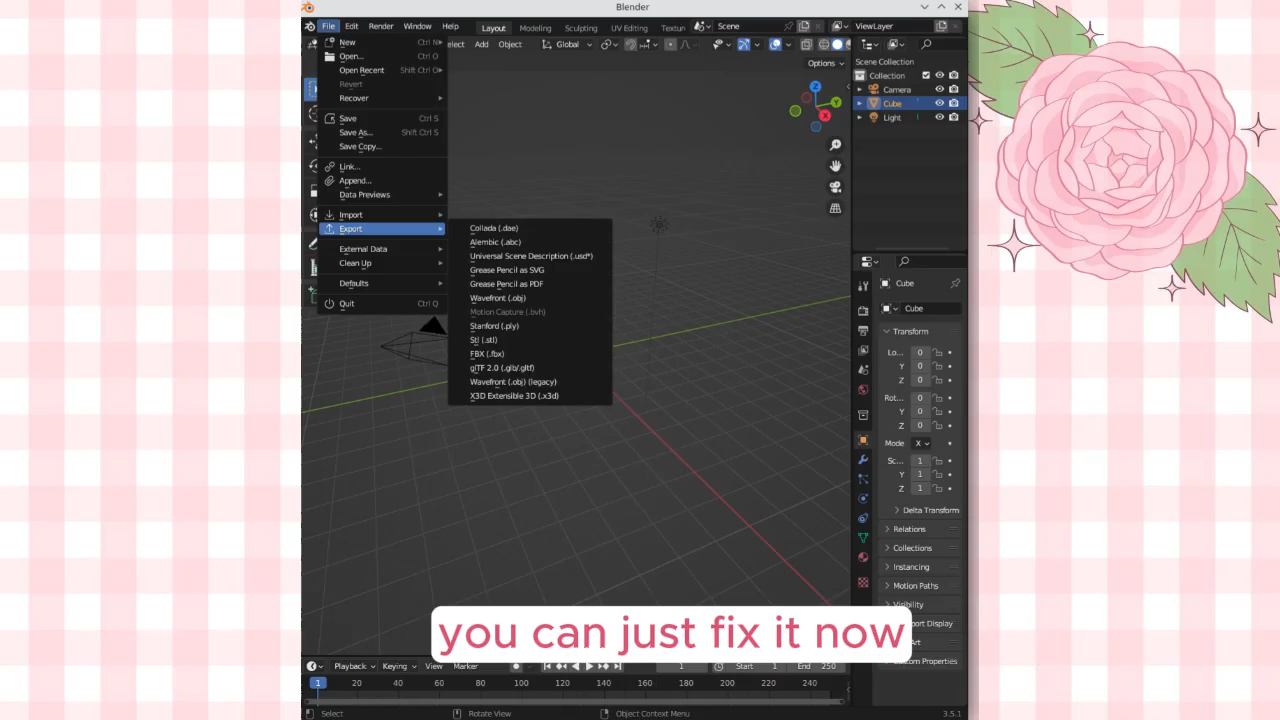 Blender
File Edit Render Window Help Layout Modeling Sculpting UV Editing Textun Scene ViewLayer
elect Add Object Global
Options
New Ctrl N
Open... Ctrl O
Open Recent Shift Ctrl O
Revert
Recover
Save Ctrl S
Save As... Shift Ctrl S
Save Copy...
Link...
Append...
Data Previews
Import
Export
External Data
Clean Up
Defaults
Quit Ctrl Q
Collada (.dae)
Alembic (.abc)
Universal Scene Description (.usd*)
Grease Pencil as SVG
Grease Pencil as PDF
Wavefront (.obj)
Motion Capture (.bvh)
Stanford (.ply)
Stl (.stl)
FBX (.fbx)
glTF 2.0 (.glb/.gltf)
Wavefront (.obj) (legacy)
X3D Extensible 3D (.x3d)
Z
Y
X
Scene Collection
Collection
Camera
Cube
Light
Cube
Cube
Transform
Lo... 0
Y 0
Z 0
Rot... 0
Y 0
Z 0
Mode X
Sc... 1
Y 1
Z 1
Delta Transform
Relations
Collections
Instancing
Motion Paths
Visibility
port Display
Art
Custom Properties
you can just fix it now
Playback Keying View Marker 1 Start 1 End 250
1 20 40 60 80 100 120 140 160 180 200 220 240
Select Rotate View Object Context Menu 3.5.1